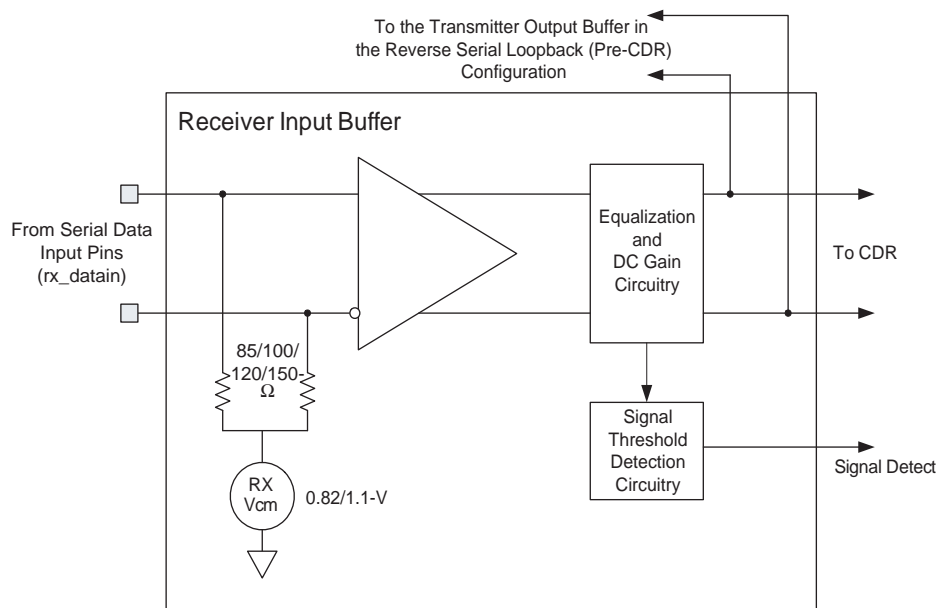 To the Transmitter Output Buffer in
the Reverse Serial Loopback (Pre-CDR)
Configuration
Receiver Input Buffer
From Serial Data
Input Pins
(rx_datain)
Equalization
and
DC Gain
Circuitry
To CDR
85/100/
120/150-
Ω
Signal
Threshold
Detection
Circuitry
Signal Detect
RX
Vcm
0.82/1.1-V